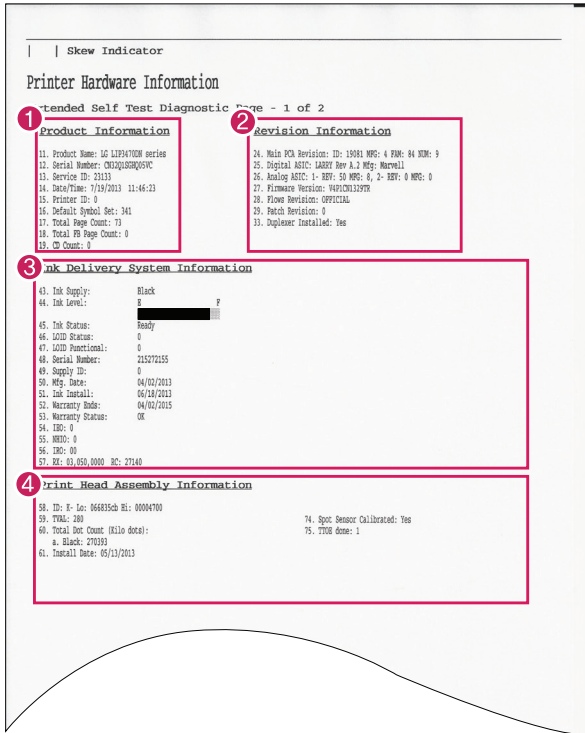 | | Skew Indicator
Printer Hardware Information
tended Self Test Diagnostic Page - 1 of 2
1
Product Information
11. Product Name: LG LIP3470DN series
12. Serial Number: CN32Q1SGHQ05VC
13. Service ID: 23133
14. Date/Time: 7/19/2013 11:46:23
15. Printer ID: 0
16. Default Symbol Set: 341
17. Total Page Count: 73
18. Total FB Page Count: 0
19. CD Count: 0
2
Revision Information
24. Main PCA Revision: ID: 19081 MFG: 4 FAM: 84 NUM: 9
25. Digital ASIC: LARRY Rev A.2 Mfg: Marvell
26. Analog ASIC: 1- REV: 50 MFG: 8, 2- REV: 0 MFG: 0
27. Firmware Version: V4P1CN1329TR
28. Flows Revision: OFFICIAL
29. Patch Revision: 0
33. Duplexer Installed: Yes
3
Ink Delivery System Information
43. Ink Supply: Black
44. Ink Level: E F
45. Ink Status: Ready
46. LOID Status: 0
47. LOID Functional: 0
48. Serial Number: 215272155
49. Supply ID: 0
50. Mfg. Date: 04/02/2013
51. Ink Install: 06/18/2013
52. Warranty Ends: 04/02/2015
53. Warranty Status: OK
54. IBO: 0
55. NHIO: 0
56. IRO: 00
57. RX: 03,050,0000 RC: 27140
4
Print Head Assembly Information
58. ID: K- Lo: 066835cb Hi: 00004700
59. TVAL: 280
60. Total Dot Count (Kilo dots):
a. Black: 270393
61. Install Date: 05/13/2013
74. Spot Sensor Calibrated: Yes
75. TTOE done: 1